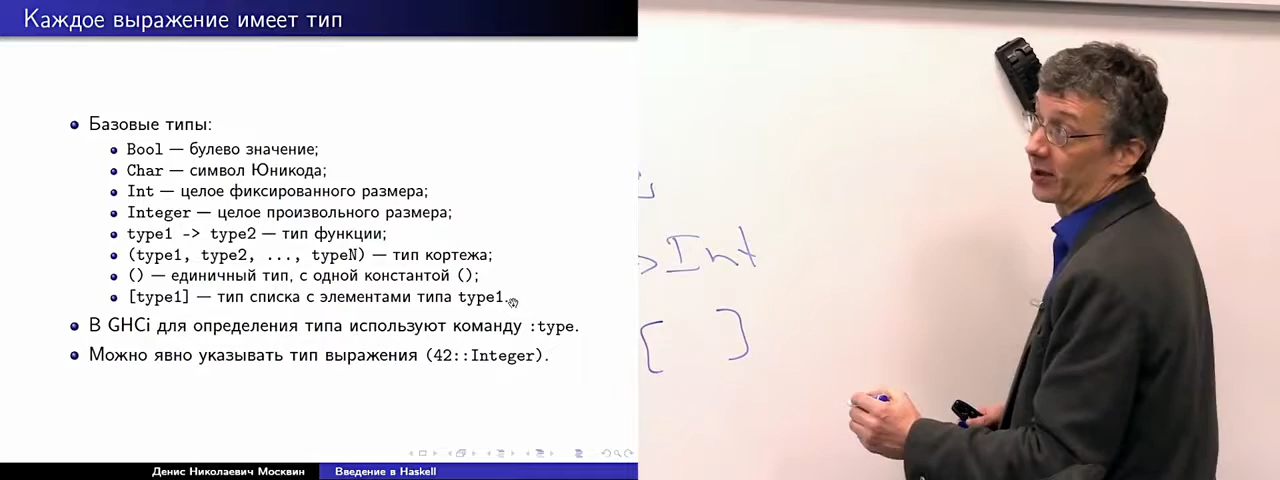 Каждое выражение имеет тип
Базовые типы:
Bool — булево значение;
Char — символ Юникода;
Int — целое фиксированного размера;
Integer — целое произвольного размера;
type1 -> type2 — тип функции;
(type1, type2, ..., typeN) — тип кортежа;
() — единичный тип, с одной константой ();
[type1] — тип списка с элементами типа type1.
В GHCi для определения типа используют команду :type.
Можно явно указывать тип выражения (42::Integer).
Денис Николаевич Москвин Введение в Haskell
>Int
[ ]